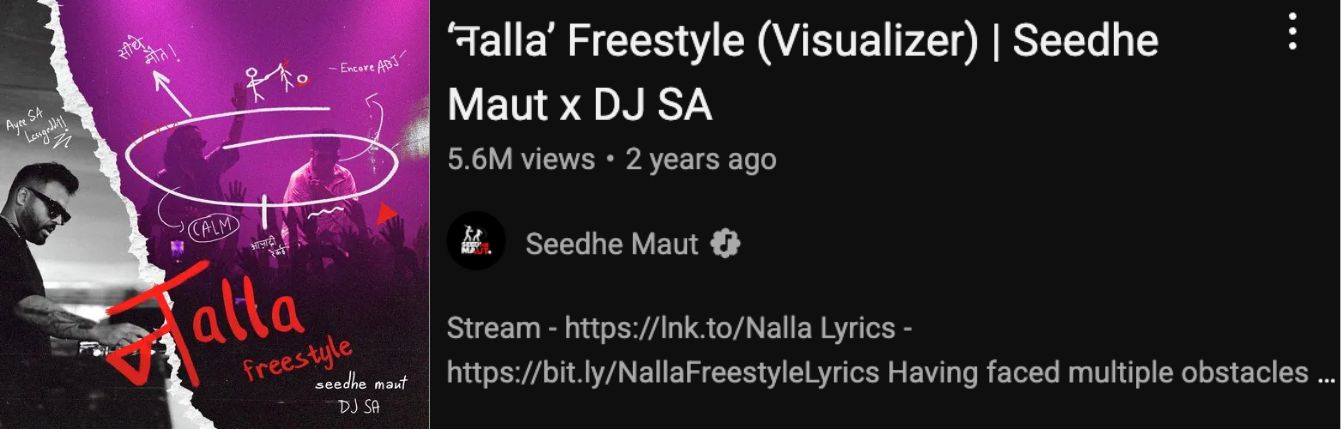 सीधे
मौत!
- Encore ABJ -
Ayee SA
Lessgoddit
CALM
आज़ादी
रेकर्ड्स
नalla
freestyle
seedhe maut
DJ SA
‘नalla’ Freestyle (Visualizer) | Seedhe
Maut x DJ SA
5.6M views • 2 years ago
Seedhe Maut
Stream - https://lnk.to/Nalla Lyrics -
https://bit.ly/NallaFreestyleLyrics Having faced multiple obstacles ...